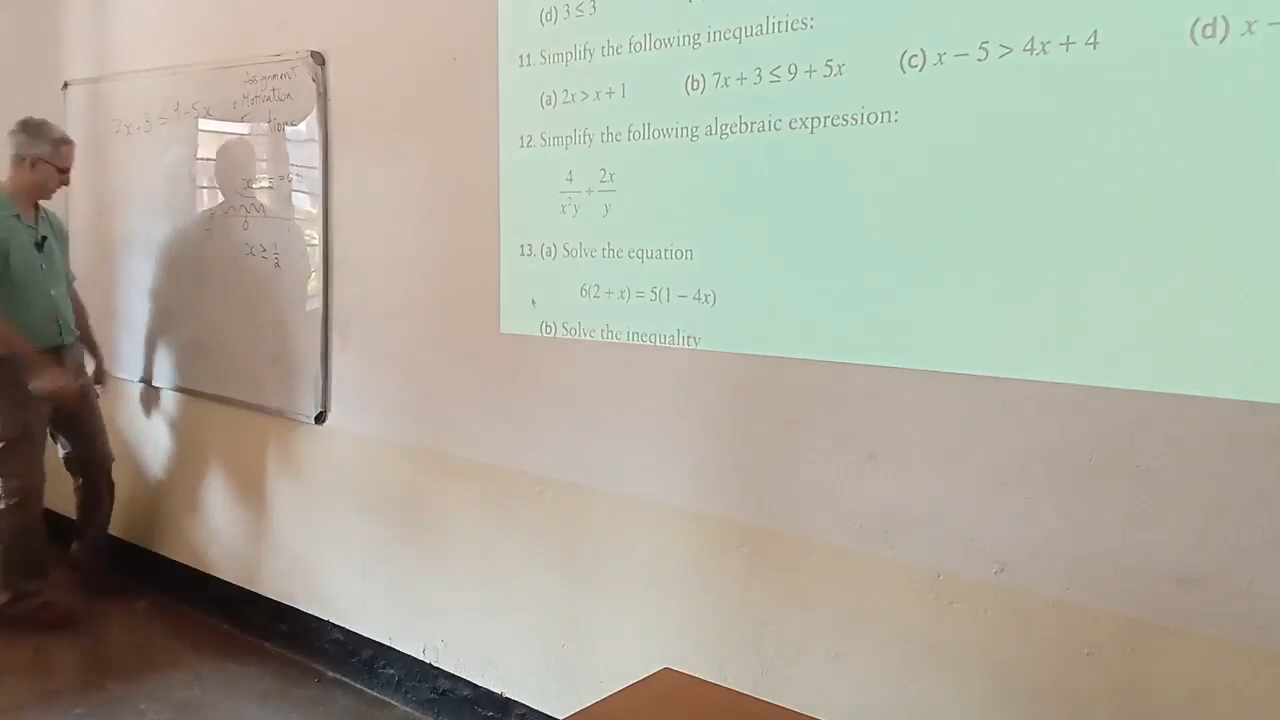 Assignment
Motivation
x ≥ 1/2
(d) 3 ≤ 3
11. Simplify the following inequalities:
(a) 2x > x + 1 (b) 7x + 3 ≤ 9 + 5x (c) x − 5 > 4x + 4 (d) x −
12. Simplify the following algebraic expression:
4/x²y ÷ 2x/y
13. (a) Solve the equation
6(2 + x) = 5(1 − 4x)
(b) Solve the inequality